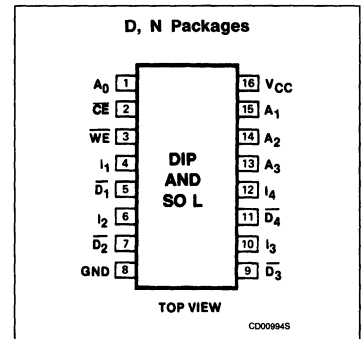 D, N Packages
A0 1 16 VCC
CE 2 15 A1
WE 3 14 A2
I1 4 13 A3
D1 5 12 I4
I2 6 11 D4
D2 7 10 I3
GND 8 9 D3
DIP
AND
SO L
TOP VIEW
CD00994S